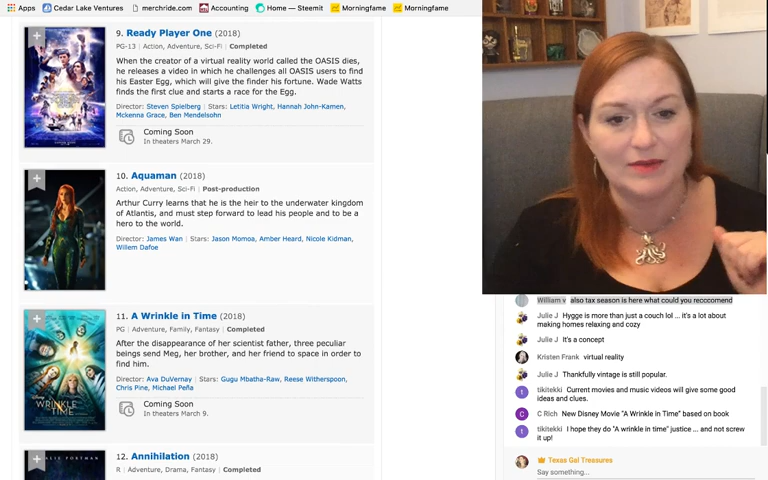 Apps Cedar Lake Ventures merchride.com Accounting Home — Steemit Morningfame Morningfame
9. Ready Player One (2018)
PG-13 | Action, Adventure, Sci-Fi | Completed
When the creator of a virtual reality world called the OASIS dies,
he releases a video in which he challenges all OASIS users to find
his Easter Egg, which will give the finder his fortune. Wade Watts
finds the first clue and starts a race for the Egg.
Director: Steven Spielberg | Stars: Letitia Wright, Hannah John-Kamen,
Mckenna Grace, Ben Mendelsohn
Coming Soon
In theaters March 29.
10. Aquaman (2018)
Action, Adventure, Sci-Fi | Post-production
Arthur Curry learns that he is the heir to the underwater kingdom
of Atlantis, and must step forward to lead his people and to be a
hero to the world.
Director: James Wan | Stars: Jason Momoa, Amber Heard, Nicole Kidman,
Willem Dafoe
11. A Wrinkle in Time (2018)
PG | Adventure, Family, Fantasy | Completed
After the disappearance of her scientist father, three peculiar
beings send Meg, her brother, and her friend to space in order to
find him.
Director: Ava DuVernay | Stars: Gugu Mbatha-Raw, Reese Witherspoon,
Chris Pine, Michael Peña
Coming Soon
In theaters March 9.
WRINKLE
IN TIME
12. Annihilation (2018)
R | Adventure, Drama, Fantasy | Completed
PORTMAN
William v also tax season is here what could you recccomend
Julie J Hygge is more than just a couch lol ... it's a lot about
making homes relaxing and cozy
Julie J It's a concept
Kristen Frank virtual reality
Julie J Thankfully vintage is still popular.
tikitekki Current movies and music videos will give some good
ideas and clues.
C Rich New Disney Movie "A Wrinkle in Time" based on book
tikitekki I hope they do "A wrinkle in time" justice ... and not screw
it up!
Texas Gal Treasures
Say something...